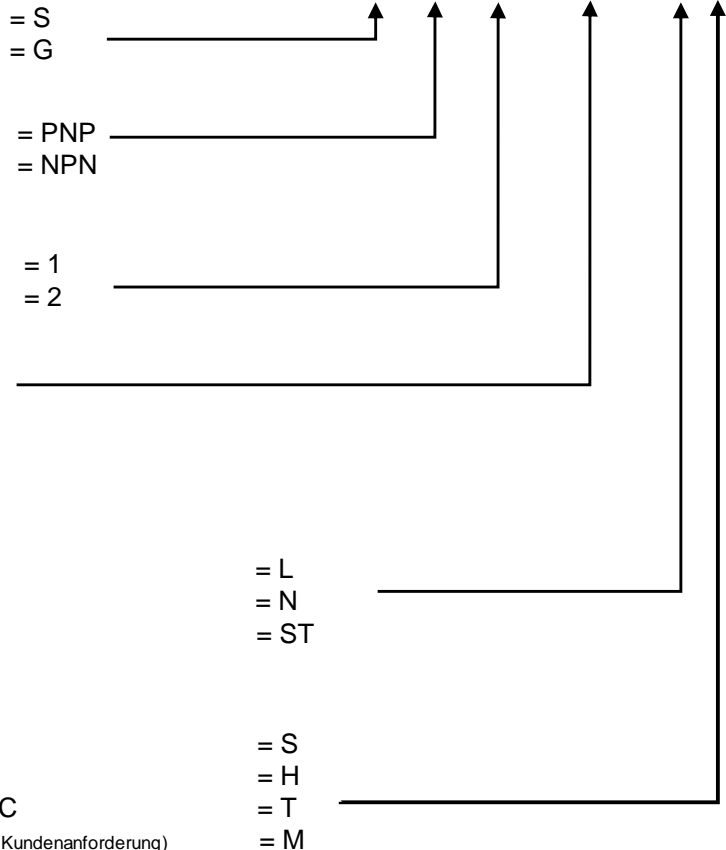 = S
= G
= PNP
= NPN
= 1
= 2
= L
= N
= ST
= S
= H
C = T
Kundenanforderung) = M